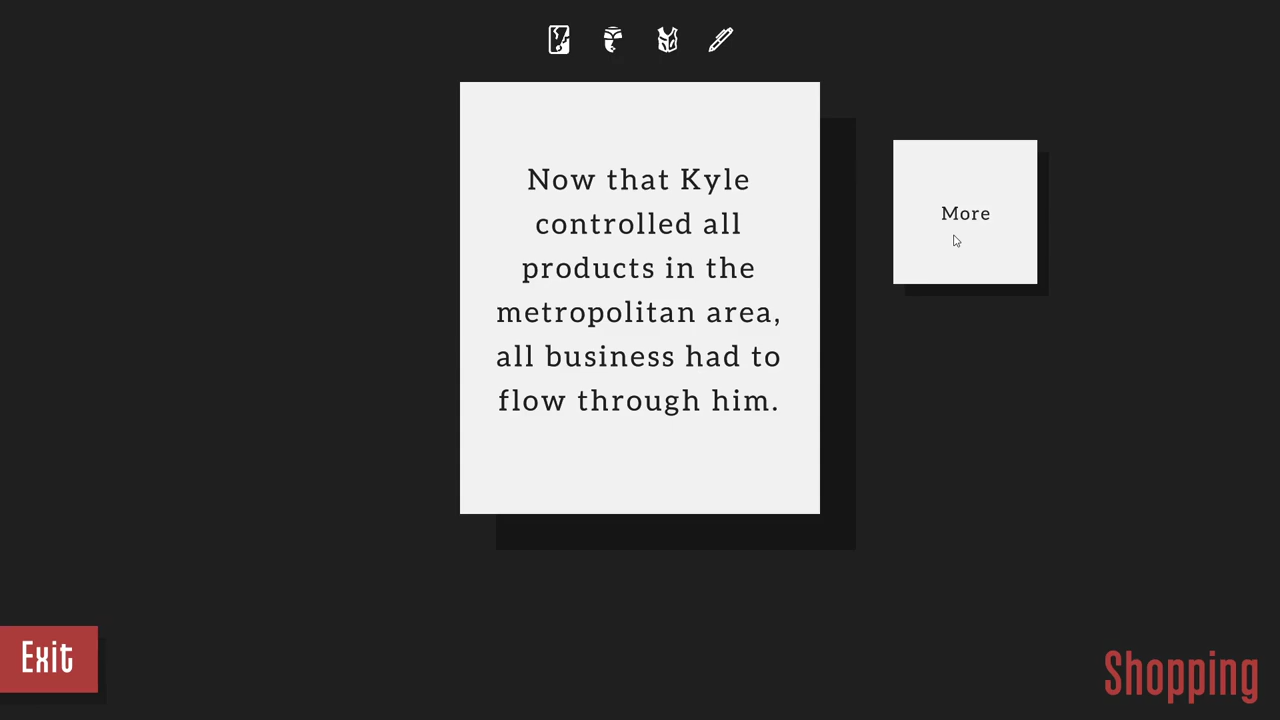 Now that Kyle
controlled all
products in the
metropolitan area,
all business had to
flow through him.
More
Exit
Shopping